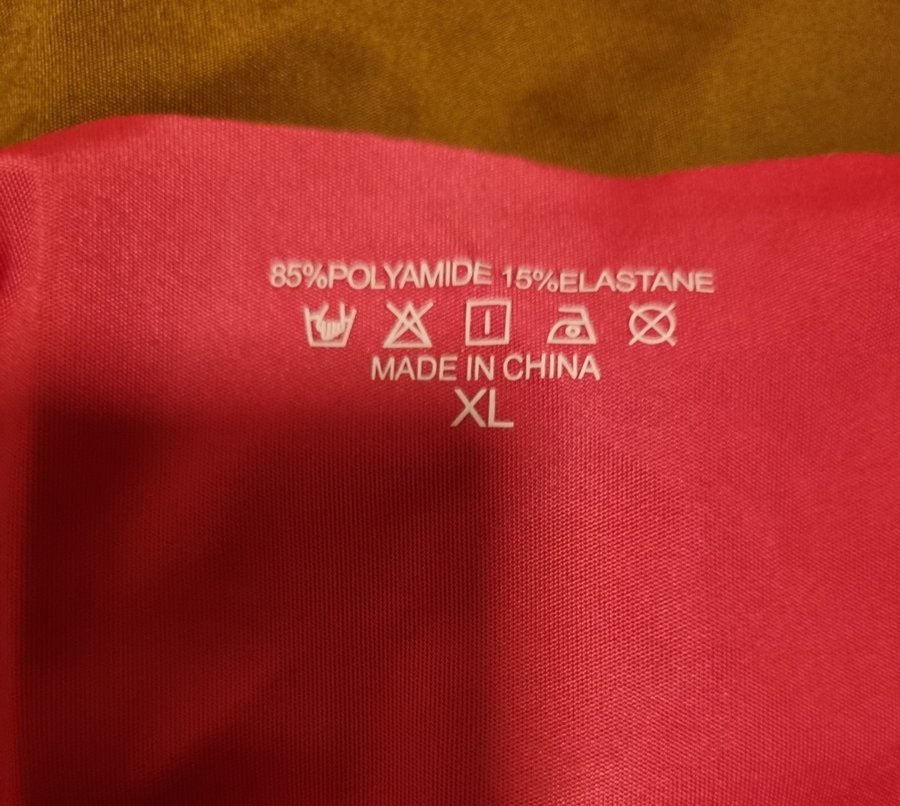 85%POLYAMIDE 15%ELASTANE
MADE IN CHINA
XL